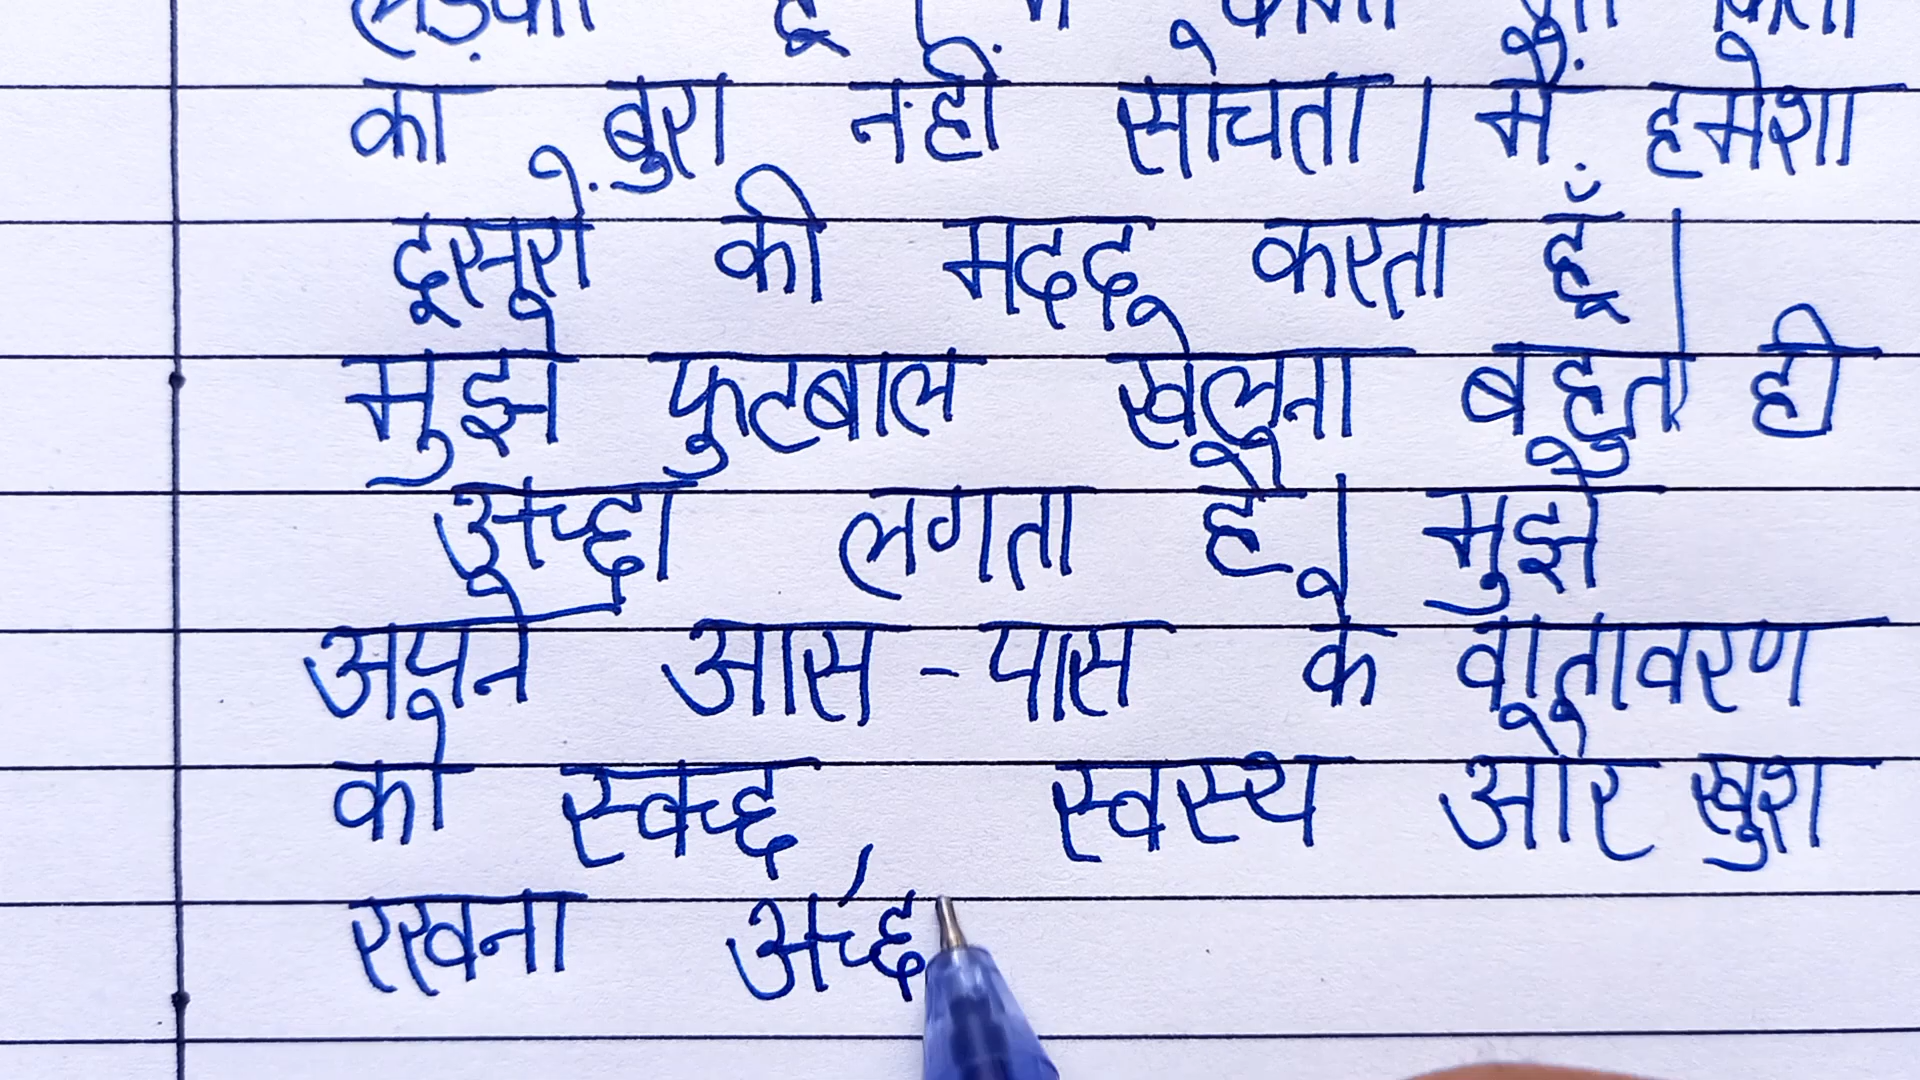 का बुरा नहीं सोचता। मैं हमेशा
दूसरों की मदद करता हूँ।
मुझे फुटबाल खेलना बहुत ही
अच्छा लगता है। मुझे
अपने आस-पास के वातावरण
को स्वच्छ, स्वस्थ और खुश
रखना अच्छ